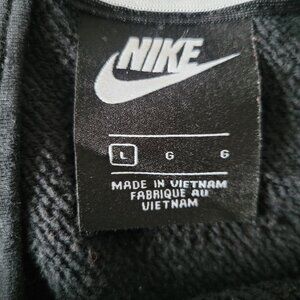 NIKE
L G G
MADE IN VIETNAM
FABRIQUE AU
VIETNAM